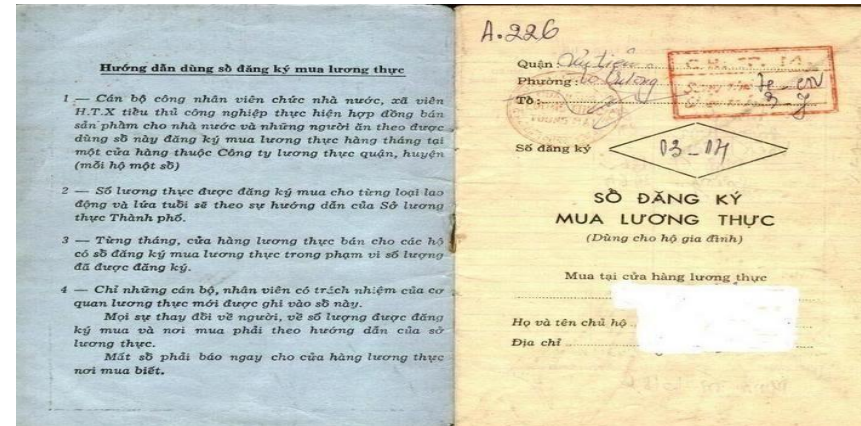 Hướng dẫn dùng sổ đăng ký mua lương thực
1 — Cán bộ công nhân viên chức nhà nước, xã viên
H.T.X tiểu thủ công nghiệp thực hiện hợp đồng bán
sản phẩm cho nhà nước và những người ăn theo được
dùng sổ này đăng ký mua lương thực hàng tháng tại
một cửa hàng thuộc Công ty lương thực quận, huyện
(mỗi hộ một sổ)
2 — Số lương thực được đăng ký mua cho từng loại lao
động và lứa tuổi sẽ theo sự hướng dẫn của Sở lương
thực Thành phố.
3 — Từng tháng, cửa hàng lương thực bán cho các hộ
có sổ đăng ký mua lương thực trong phạm vi số lượng
đã được đăng ký.
4 — Chỉ những cán bộ, nhân viên có trách nhiệm của cơ
quan lương thực mới được ghi vào sổ này.
Mọi sự thay đổi về người, về số lượng được đăng
ký mua và nơi mua phải theo hướng dẫn của sở
lương thực.
Mất sổ phải báo ngay cho cửa hàng lương thực
nơi mua biết.
A.226
Quận:
Phường:
Tổ:
Số đăng ký 03-04
SỔ ĐĂNG KÝ
MUA LƯƠNG THỰC
(Dùng cho hộ gia đình)
Mua tại cửa hàng lương thực
Họ và tên chủ hộ
Địa chỉ